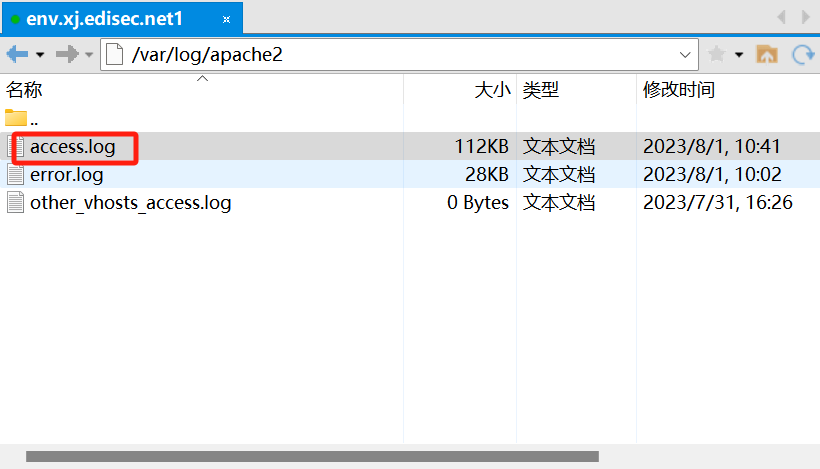 env.xj.edisec.net1
/var/log/apache2
名称 大小 类型 修改时间
..
access.log 112KB 文本文档 2023/8/1, 10:41
error.log 28KB 文本文档 2023/8/1, 10:02
other_vhosts_access.log 0 Bytes 文本文档 2023/7/31, 16:26